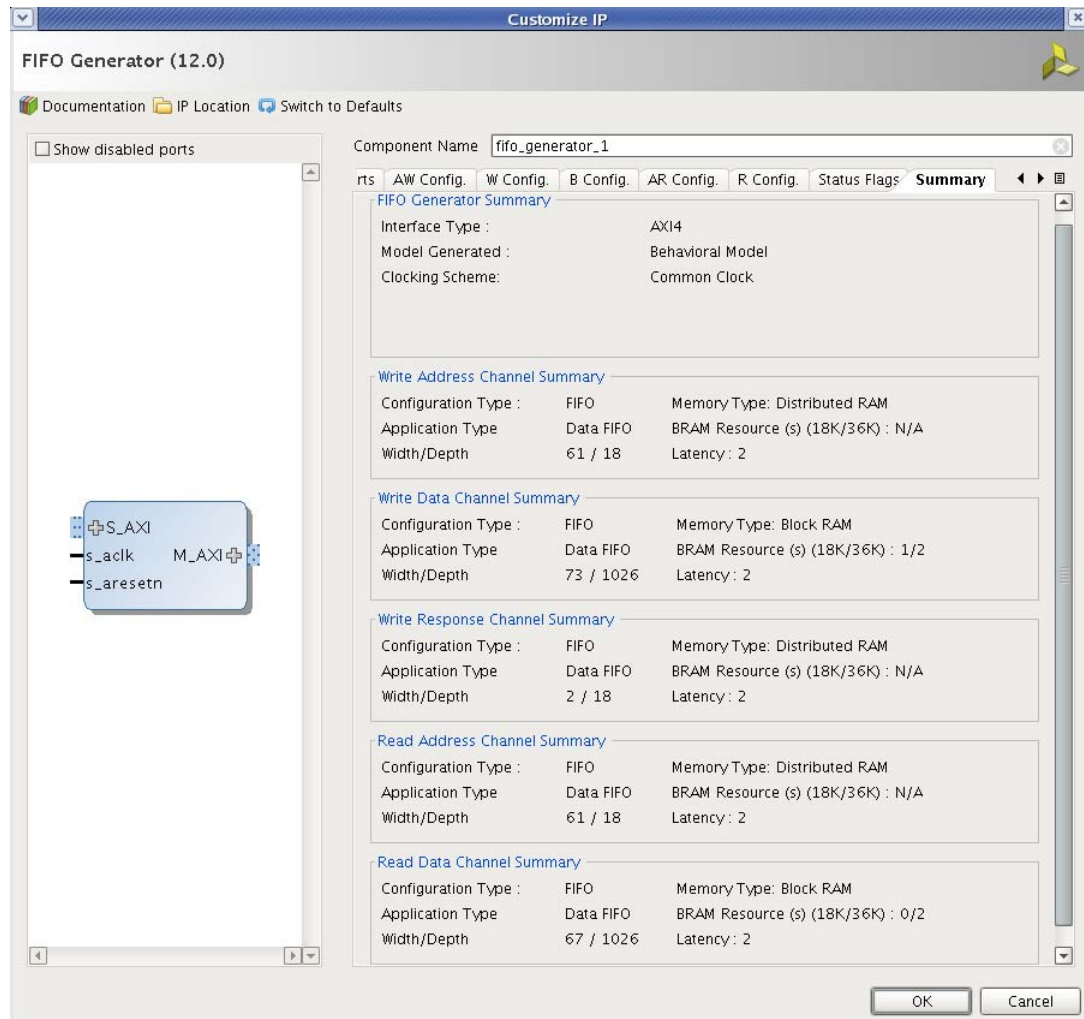 Customize IP
FIFO Generator (12.0)
Documentation IP Location Switch to Defaults
Show disabled ports
S_AXI
s_aclk M_AXI
s_aresetn
Component Name fifo_generator_1
rts AW Config. W Config. B Config. AR Config. R Config. Status Flags Summary
FIFO Generator Summary
Interface Type : AXI4
Model Generated : Behavioral Model
Clocking Scheme: Common Clock
Write Address Channel Summary
Configuration Type : FIFO Memory Type: Distributed RAM
Application Type Data FIFO BRAM Resource (s) (18K/36K) : N/A
Width/Depth 61 / 18 Latency : 2
Write Data Channel Summary
Configuration Type : FIFO Memory Type: Block RAM
Application Type Data FIFO BRAM Resource (s) (18K/36K) : 1/2
Width/Depth 73 / 1026 Latency : 2
Write Response Channel Summary
Configuration Type : FIFO Memory Type: Distributed RAM
Application Type Data FIFO BRAM Resource (s) (18K/36K) : N/A
Width/Depth 2 / 18 Latency : 2
Read Address Channel Summary
Configuration Type : FIFO Memory Type: Distributed RAM
Application Type Data FIFO BRAM Resource (s) (18K/36K) : N/A
Width/Depth 61 / 18 Latency : 2
Read Data Channel Summary
Configuration Type : FIFO Memory Type: Block RAM
Application Type Data FIFO BRAM Resource (s) (18K/36K) : 0/2
Width/Depth 67 / 1026 Latency : 2
OK Cancel